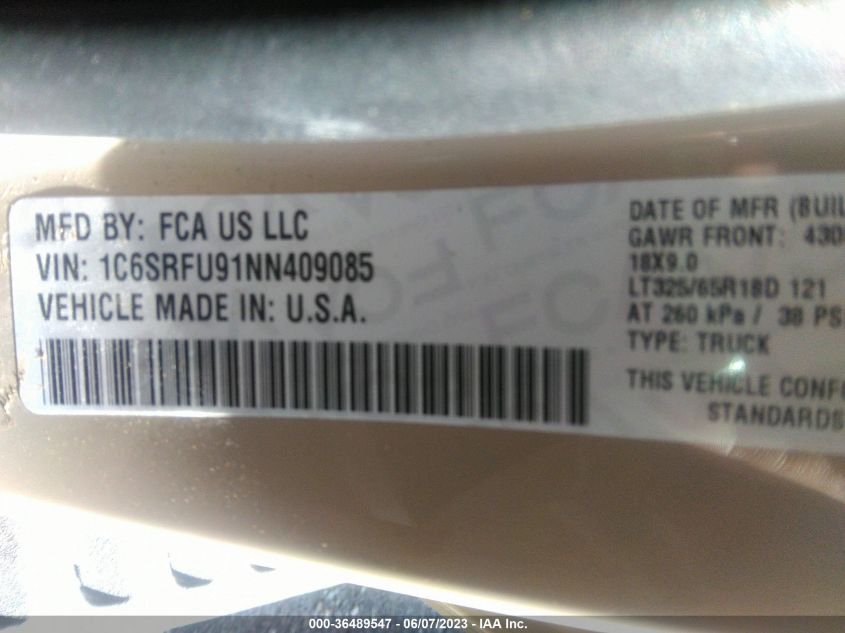 MFD BY: FCA US LLC
VIN: 1C6SRFU91NN409085
VEHICLE MADE IN: U.S.A.
DATE OF MFR (BUIL
GAWR FRONT: 430
18X9.0
LT325/65R18D 121
AT 260 kPa / 38 PS
TYPE: TRUCK
THIS VEHICLE CONF
STANDARDS
000-36489547 - 06/07/2023 - IAA Inc.